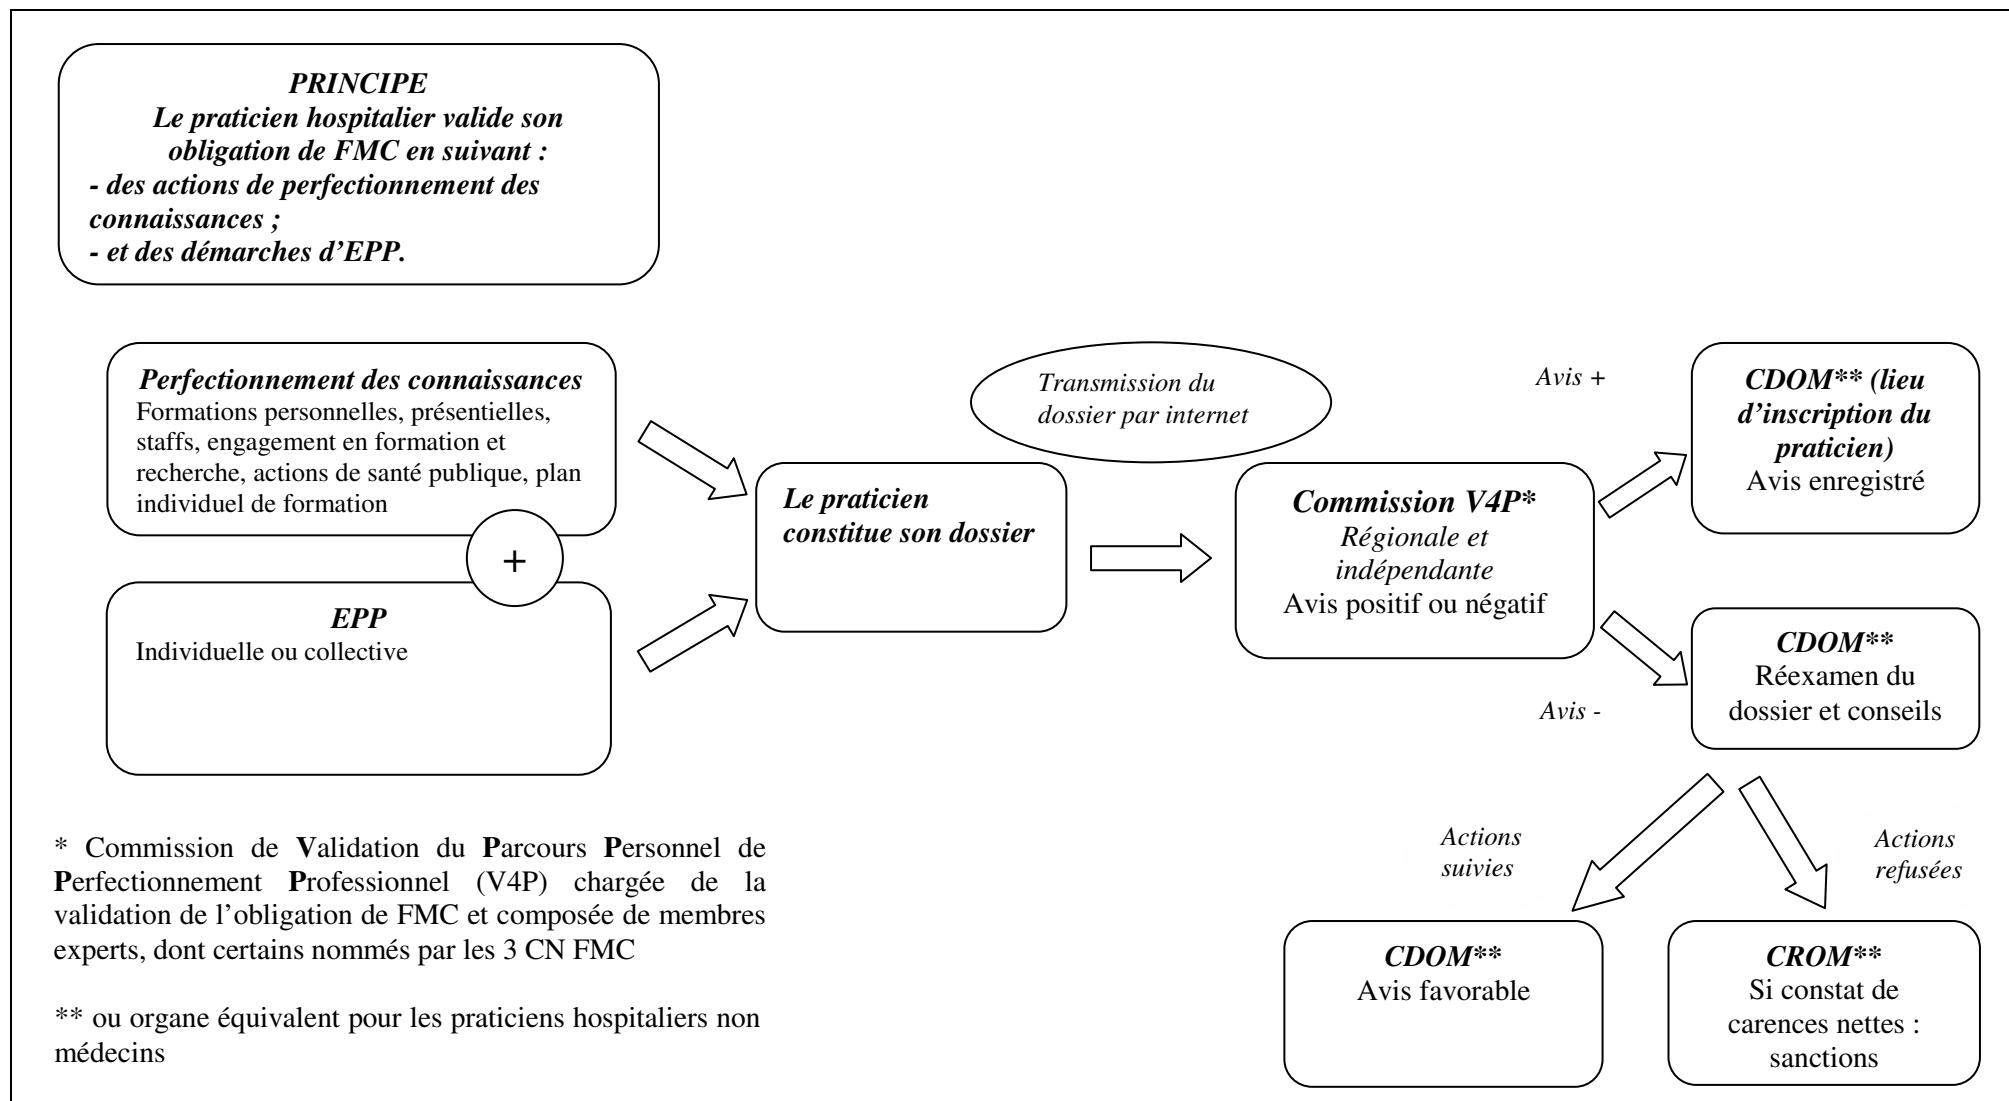 PRINCIPE
Le praticien hospitalier valide son
obligation de FMC en suivant :
- des actions de perfectionnement des
connaissances ;
- et des démarches d’EPP.
Perfectionnement des connaissances
Formations personnelles, présentielles,
staffs, engagement en formation et
recherche, actions de santé publique, plan
individuel de formation
+
EPP
Individuelle ou collective
Le praticien
constitue son dossier
Transmission du
dossier par internet
Commission V4P*
Régionale et
indépendante
Avis positif ou négatif
Avis +
CDOM** (lieu
d’inscription du
praticien)
Avis enregistré
Avis -
CDOM**
Réexamen du
dossier et conseils
Actions
suivies
Actions
refusées
CDOM**
Avis favorable
CROM**
Si constat de
carences nettes :
sanctions
* Commission de Validation du Parcours Personnel de
Perfectionnement Professionnel (V4P) chargée de la
validation de l’obligation de FMC et composée de membres
experts, dont certains nommés par les 3 CN FMC
** ou organe équivalent pour les praticiens hospitaliers non
médecins